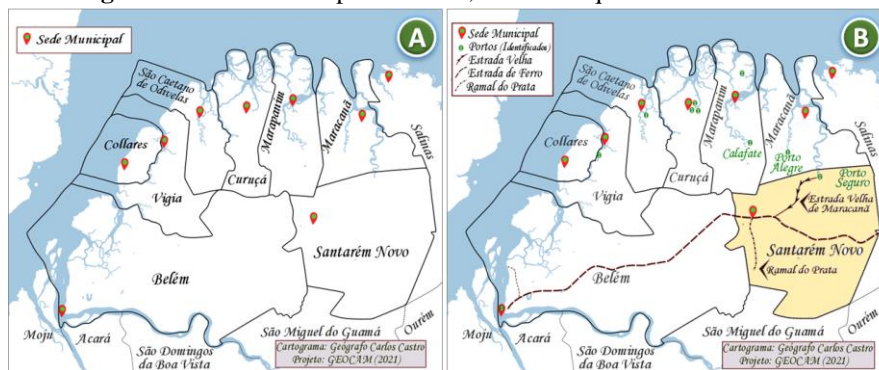 Sede Municipal
A
São Caetano
de Odivelas
Collares
Vigia
Curuçá
Marapanim
Maracanã
Salinas
Santarém Novo
Belém
Moju
Acará
São Miguel do Guamá
Ourém
São Domingos
da Boa Vista
Cartograma: Geógrafo Carlos Castro
Projeto: GEOCAM (2021)
Sede Municipal
Portos (Identificados)
Estrada Velha
Estrada de Ferro
Ramal do Prata
B
São Caetano
de Odivelas
Collares
Vigia
Curuçá
Marapanim
Maracanã
Salinas
Calafate
Porto
Alegre
Porto
Seguro
Estrada Velha
de Maracanã
Santarém Novo
Ramal do Prata
Belém
Moju
Acará
São Miguel do Guamá
Ourém
São Domingos
da Boa Vista
Cartograma: Geógrafo Carlos Castro
Projeto: GEOCAM (2021)